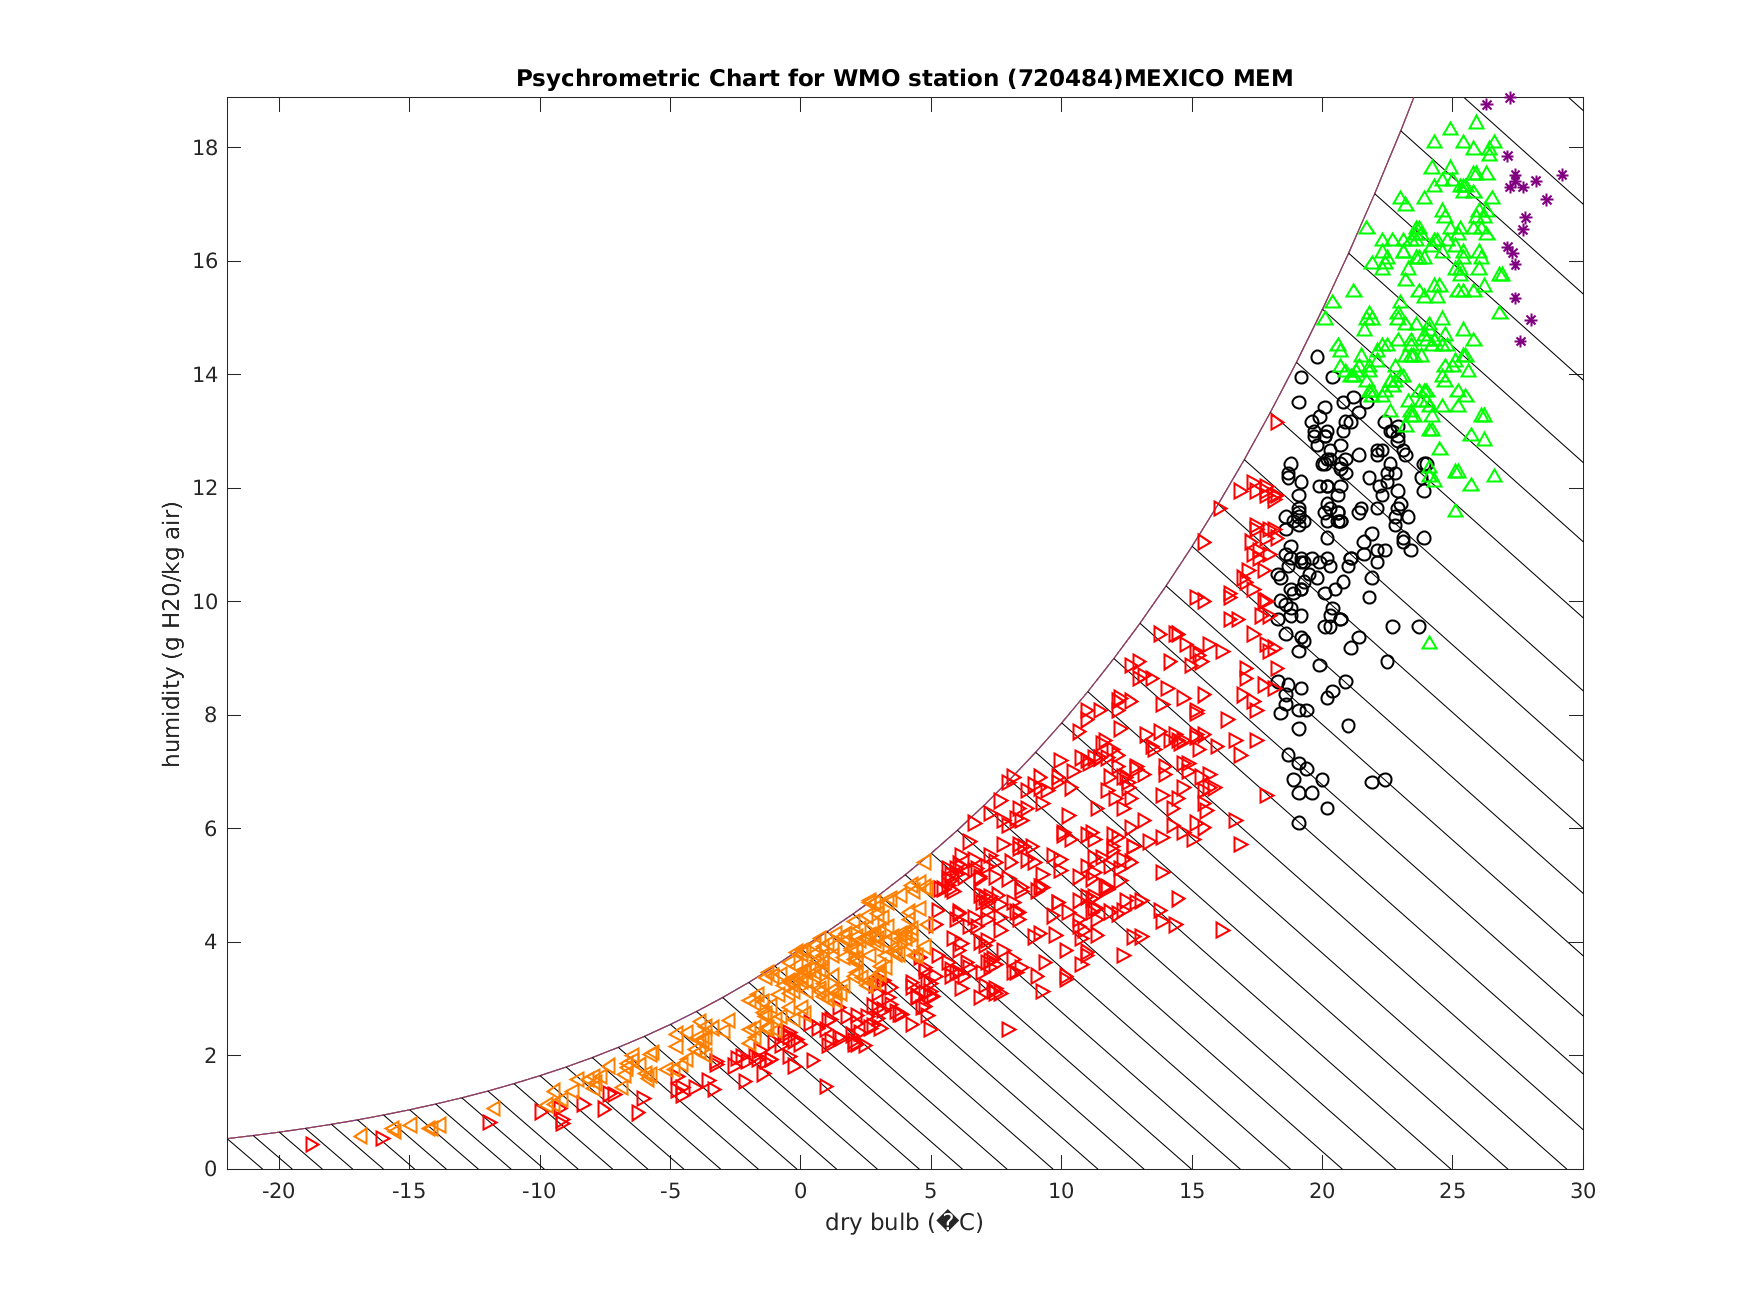 Psychrometric Chart for WMO station (720484)MEXICO MEM
humidity (g H20/kg air)
18
16
14
12
10
8
6
4
2
0
-20 -15 -10 -5 0 5 10 15 20 25 30
dry bulb (�C)